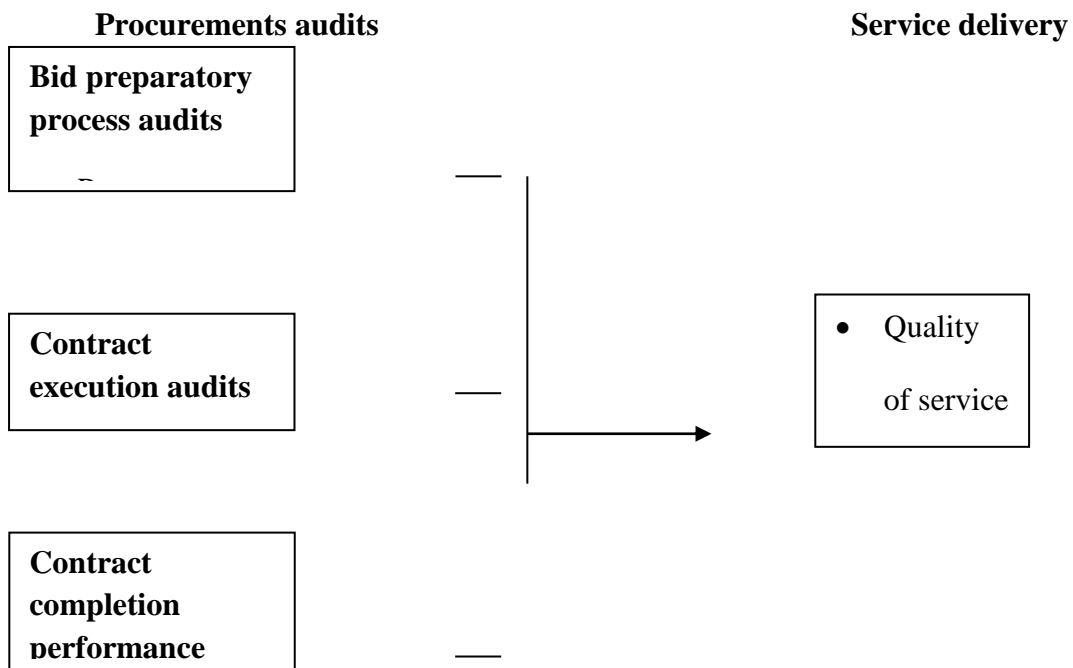 Procurements audits
Service delivery
Bid preparatory
process audits
Contract
execution audits
• Quality
of service
Contract
completion
performance